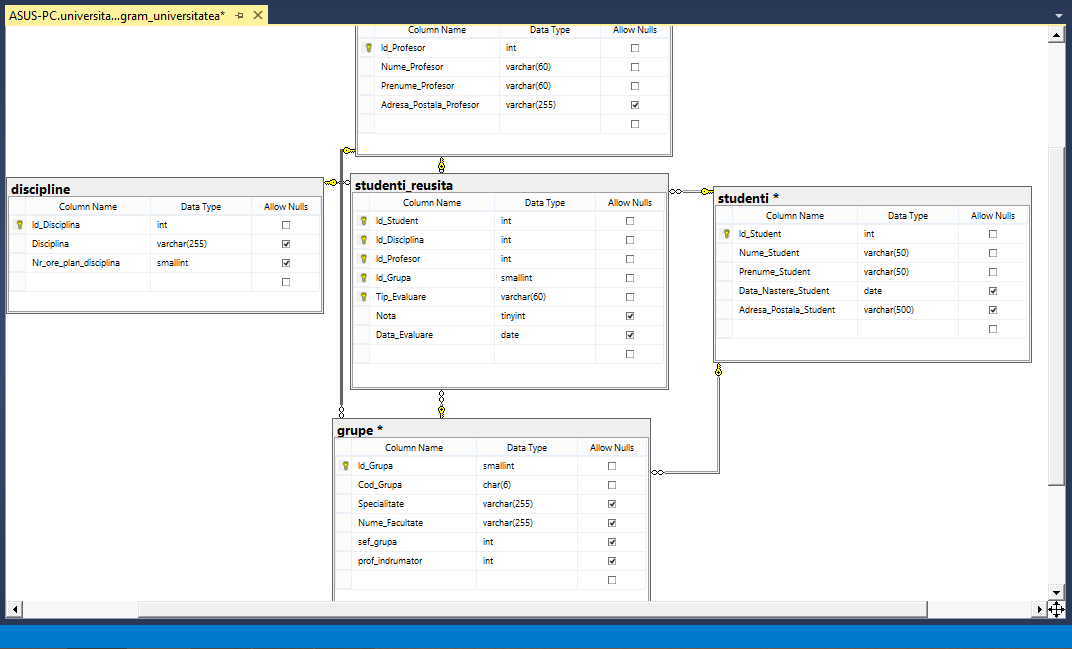 ASUS-PC.universita...gram_universitatea*
Column Name Data Type Allow Nulls
Id_Profesor int
Nume_Profesor varchar(60)
Prenume_Profesor varchar(60)
Adresa_Postala_Profesor varchar(255)
discipline
Column Name Data Type Allow Nulls
Id_Disciplina int
Disciplina varchar(255)
Nr_ore_plan_disciplina smallint
studenti_reusita
Column Name Data Type Allow Nulls
Id_Student int
Id_Disciplina int
Id_Profesor int
Id_Grupa smallint
Tip_Evaluare varchar(60)
Nota tinyint
Data_Evaluare date
studenti *
Column Name Data Type Allow Nulls
Id_Student int
Nume_Student varchar(50)
Prenume_Student varchar(50)
Data_Nastere_Student date
Adresa_Postala_Student varchar(500)
grupe *
Column Name Data Type Allow Nulls
Id_Grupa smallint
Cod_Grupa char(6)
Specialitate varchar(255)
Nume_Facultate varchar(255)
sef_grupa int
prof_indrumator int